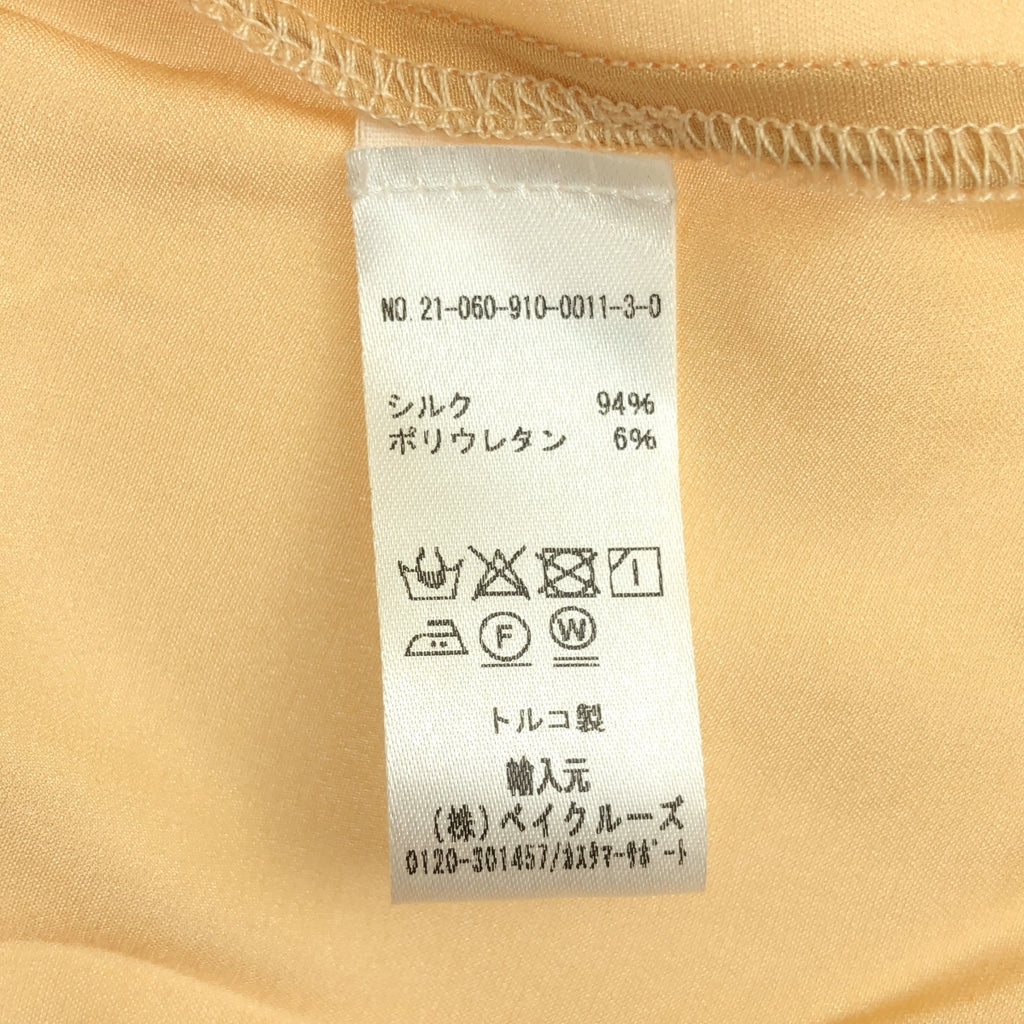 NO. 21-060-910-0011-3-0
シルク 94%
ポリウレタン 6%
F W
トルコ製
輸入元
(株)ベイクルーズ
0120-301457/ｶｽﾀﾏｰｻﾎﾟｰﾄ